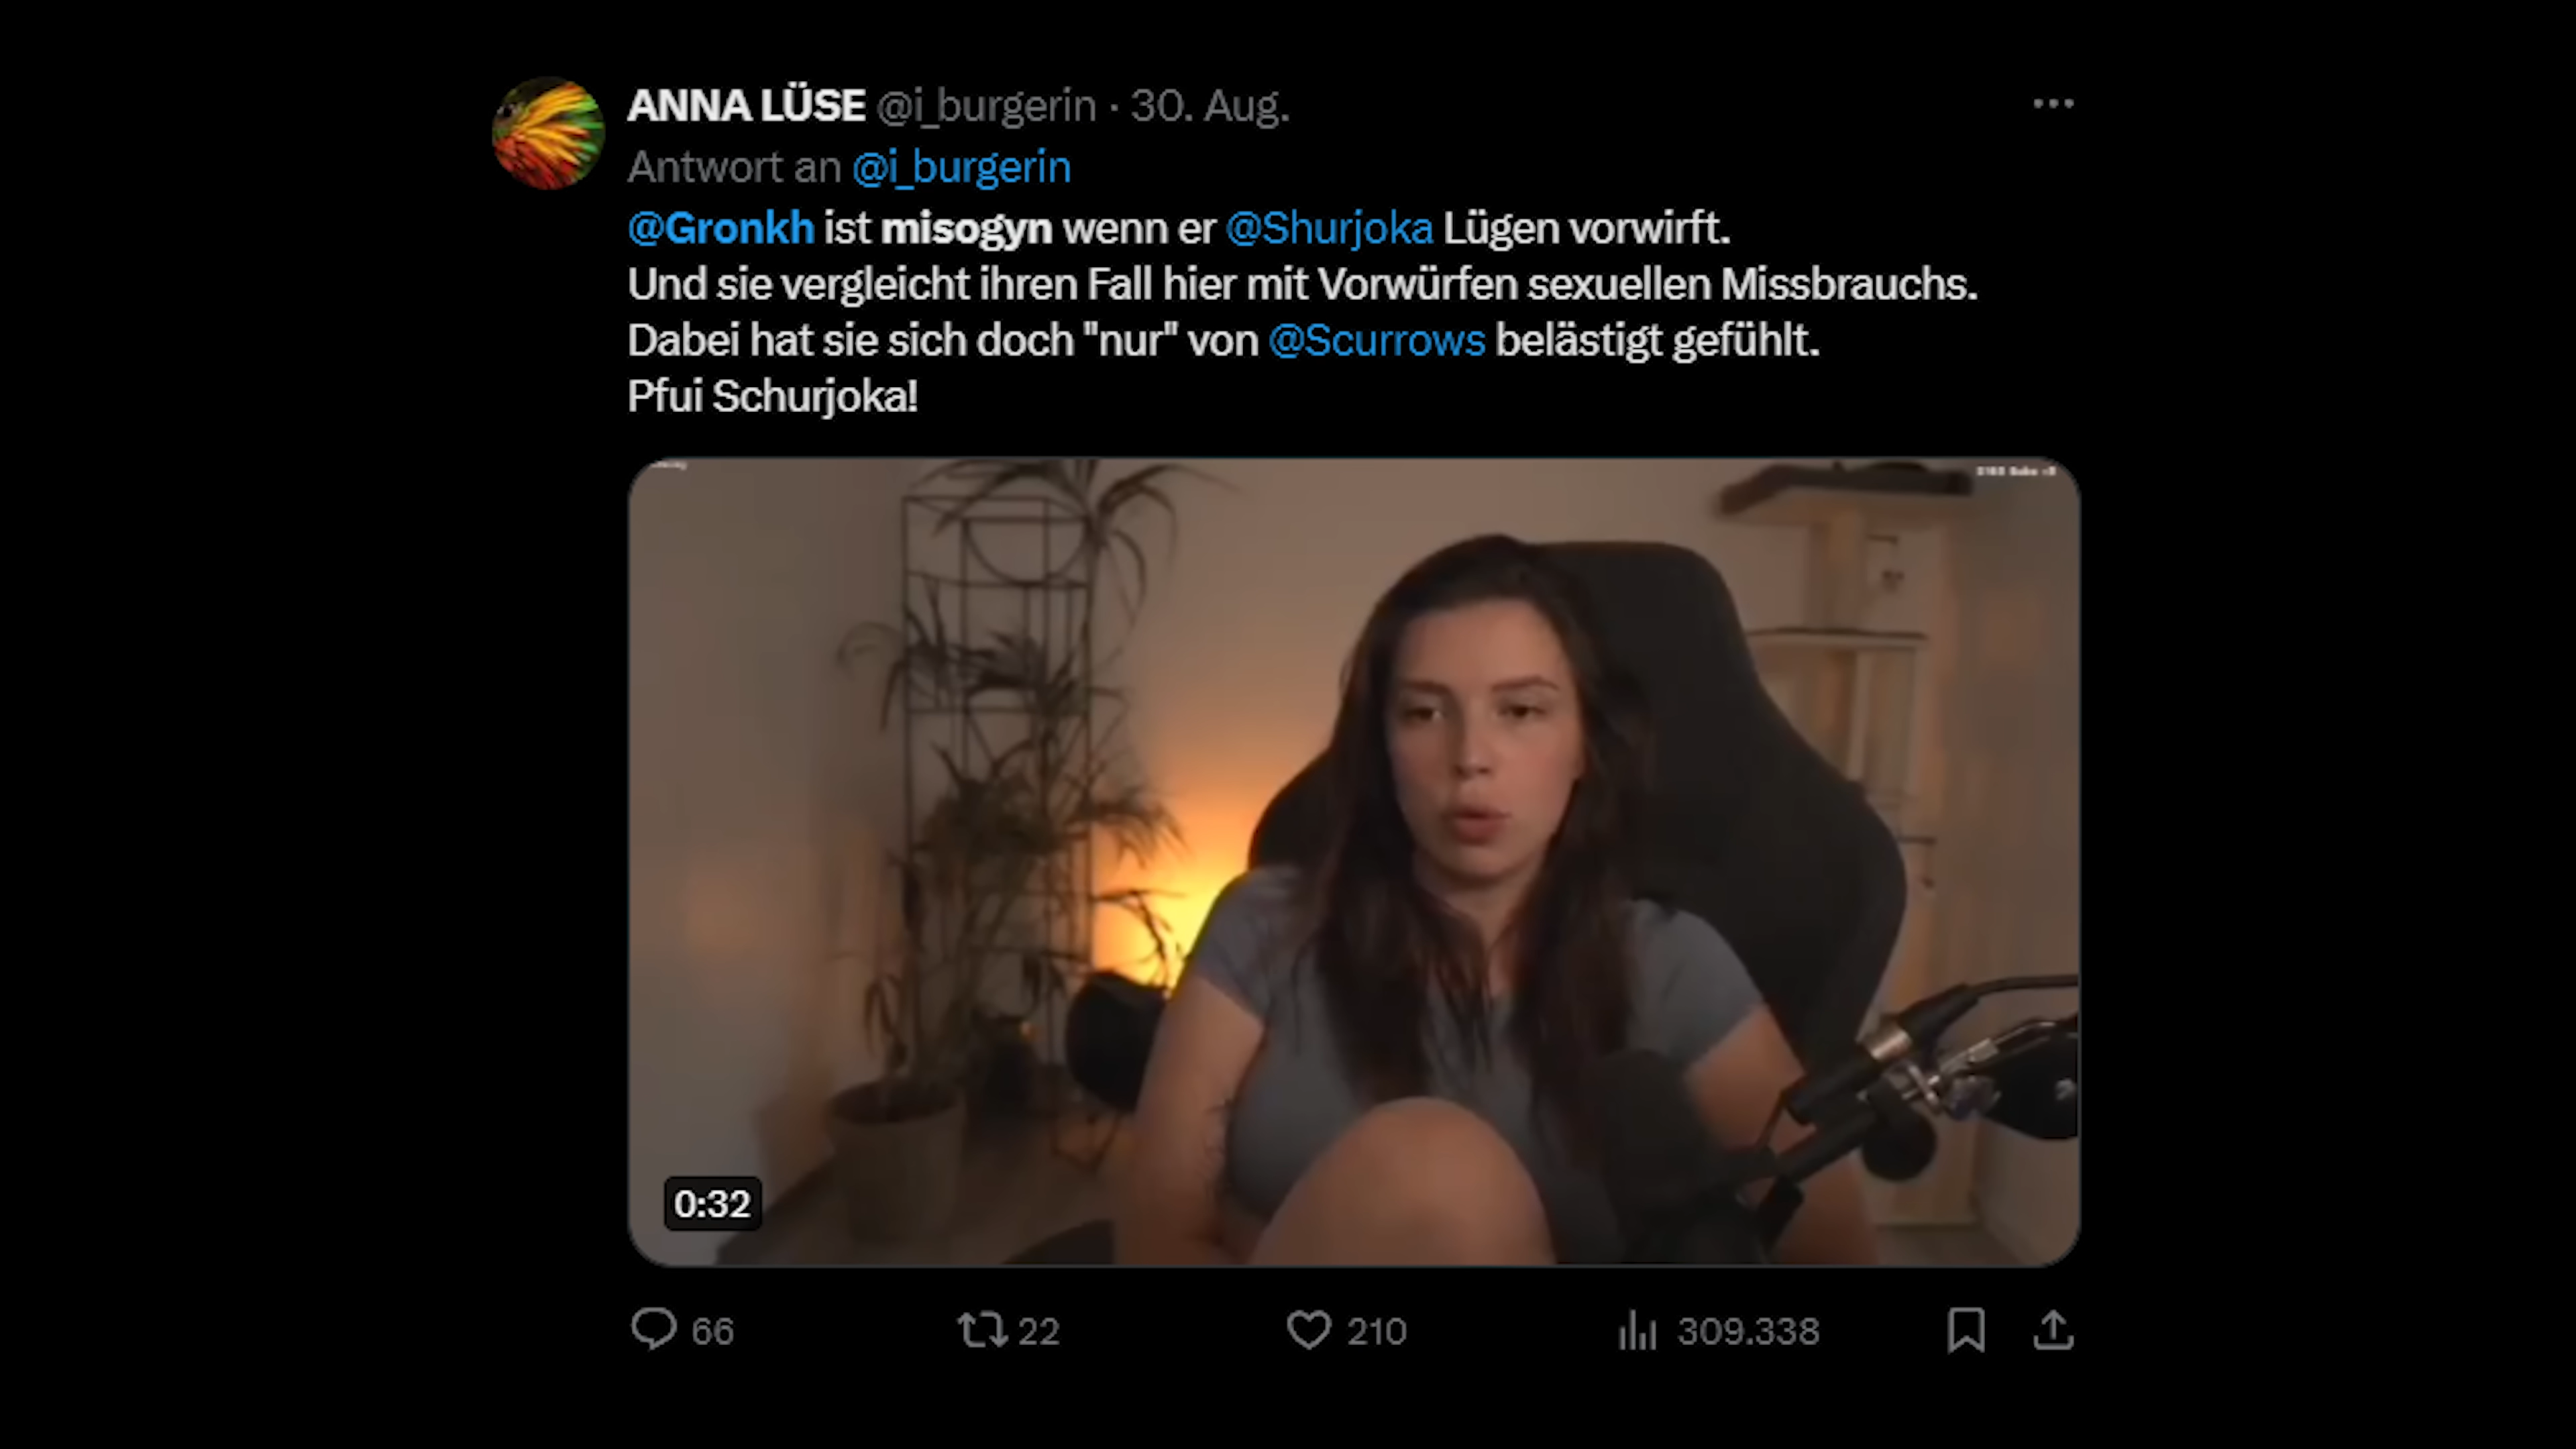 ANNA LÜSE @i_burgerin · 30. Aug.
Antwort an @i_burgerin
@Gronkh ist misogyn wenn er @Shurjoka Lügen vorwirft.
Und sie vergleicht ihren Fall hier mit Vorwürfen sexuellen Missbrauchs.
Dabei hat sie sich doch "nur" von @Scurrows belästigt gefühlt.
Pfui Schurjoka!
0:32
66 22 210 309.338